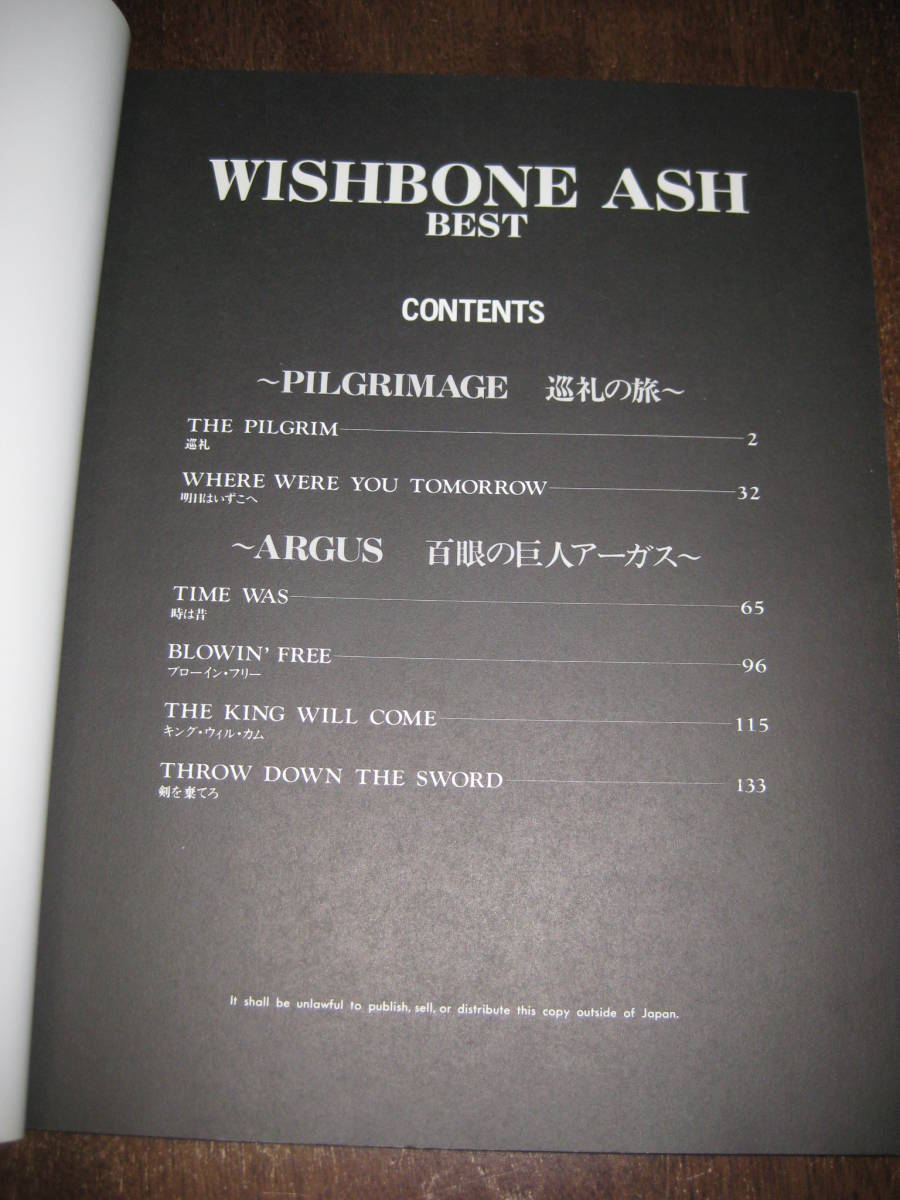 WISHBONE ASH
BEST
CONTENTS
~PILGRIMAGE 巡礼の旅~
THE PILGRIM 2
巡礼
WHERE WERE YOU TOMORROW 32
明日はいずこへ
~ARGUS 百眼の巨人アーガス~
TIME WAS 65
時は昔
BLOWIN' FREE 96
ブローイン・フリー
THE KING WILL COME 115
キング・ウィル・カム
THROW DOWN THE SWORD 133
剣を棄てろ
It shall be unlawful to publish, sell, or distribute this copy outside of Japan.